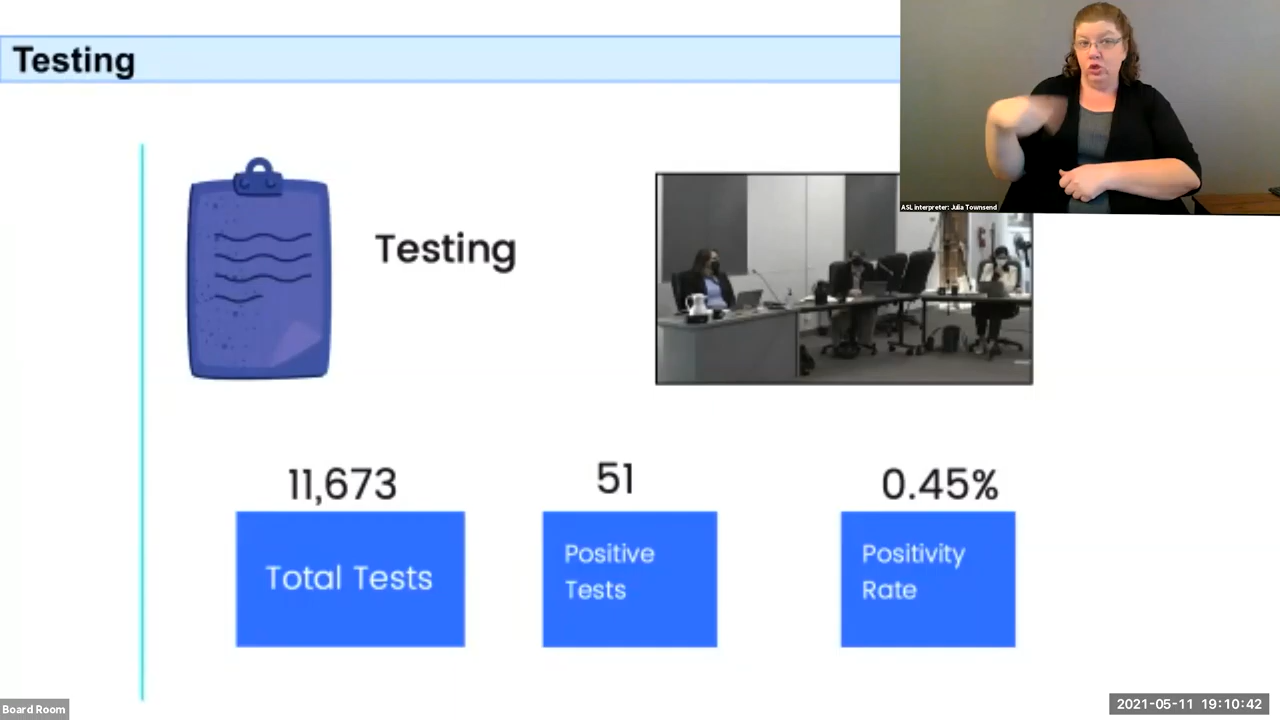 Testing
ASL interpreter: Julia Townsend
Testing
11,673
51
0.45%
Total Tests
Positive
Tests
Positivity
Rate
Board Room
2021-05-11 19:10:42